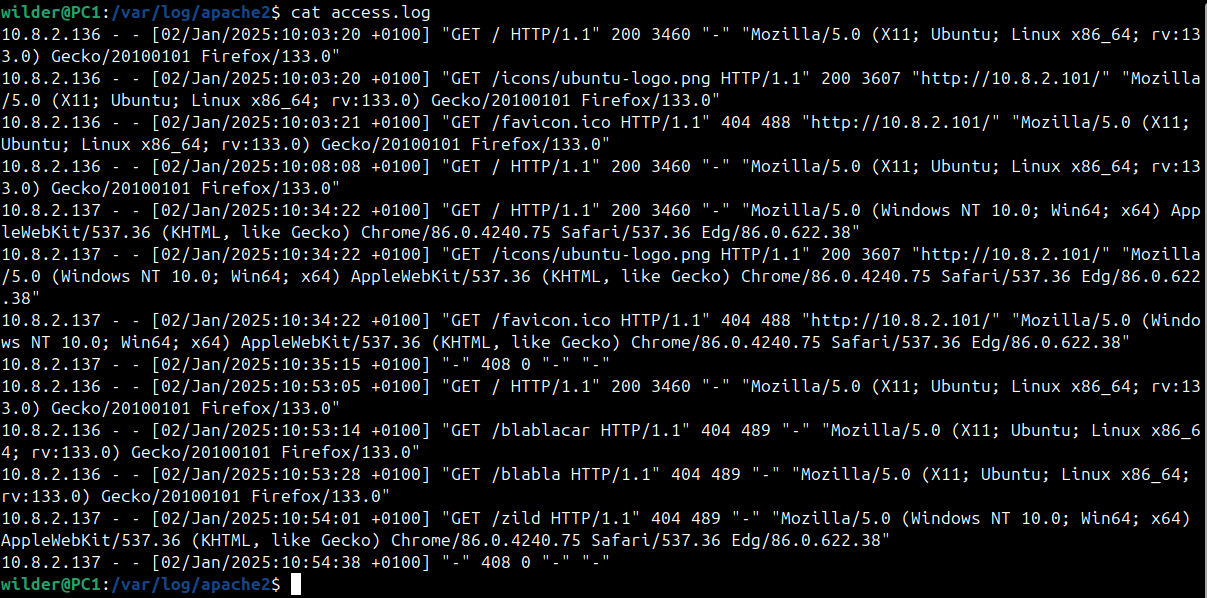 wilder@PC1:/var/log/apache2$ cat access.log
10.8.2.136 - - [02/Jan/2025:10:03:20 +0100] "GET / HTTP/1.1" 200 3460 "-" "Mozilla/5.0 (X11; Ubuntu; Linux x86_64; rv:13
3.0) Gecko/20100101 Firefox/133.0"
10.8.2.136 - - [02/Jan/2025:10:03:20 +0100] "GET /icons/ubuntu-logo.png HTTP/1.1" 200 3607 "http://10.8.2.101/" "Mozilla
/5.0 (X11; Ubuntu; Linux x86_64; rv:133.0) Gecko/20100101 Firefox/133.0"
10.8.2.136 - - [02/Jan/2025:10:03:21 +0100] "GET /favicon.ico HTTP/1.1" 404 488 "http://10.8.2.101/" "Mozilla/5.0 (X11;
Ubuntu; Linux x86_64; rv:133.0) Gecko/20100101 Firefox/133.0"
10.8.2.136 - - [02/Jan/2025:10:08:08 +0100] "GET / HTTP/1.1" 200 3460 "-" "Mozilla/5.0 (X11; Ubuntu; Linux x86_64; rv:13
3.0) Gecko/20100101 Firefox/133.0"
10.8.2.137 - - [02/Jan/2025:10:34:22 +0100] "GET / HTTP/1.1" 200 3460 "-" "Mozilla/5.0 (Windows NT 10.0; Win64; x64) App
leWebKit/537.36 (KHTML, like Gecko) Chrome/86.0.4240.75 Safari/537.36 Edg/86.0.622.38"
10.8.2.137 - - [02/Jan/2025:10:34:22 +0100] "GET /icons/ubuntu-logo.png HTTP/1.1" 200 3607 "http://10.8.2.101/" "Mozilla
/5.0 (Windows NT 10.0; Win64; x64) AppleWebKit/537.36 (KHTML, like Gecko) Chrome/86.0.4240.75 Safari/537.36 Edg/86.0.622
.38"
10.8.2.137 - - [02/Jan/2025:10:34:22 +0100] "GET /favicon.ico HTTP/1.1" 404 488 "http://10.8.2.101/" "Mozilla/5.0 (Windo
ws NT 10.0; Win64; x64) AppleWebKit/537.36 (KHTML, like Gecko) Chrome/86.0.4240.75 Safari/537.36 Edg/86.0.622.38"
10.8.2.137 - - [02/Jan/2025:10:35:15 +0100] "-" 408 0 "-" "-"
10.8.2.136 - - [02/Jan/2025:10:53:05 +0100] "GET / HTTP/1.1" 200 3460 "-" "Mozilla/5.0 (X11; Ubuntu; Linux x86_64; rv:13
3.0) Gecko/20100101 Firefox/133.0"
10.8.2.136 - - [02/Jan/2025:10:53:14 +0100] "GET /blablacar HTTP/1.1" 404 489 "-" "Mozilla/5.0 (X11; Ubuntu; Linux x86_6
4; rv:133.0) Gecko/20100101 Firefox/133.0"
10.8.2.136 - - [02/Jan/2025:10:53:28 +0100] "GET /blabla HTTP/1.1" 404 489 "-" "Mozilla/5.0 (X11; Ubuntu; Linux x86_64;
rv:133.0) Gecko/20100101 Firefox/133.0"
10.8.2.137 - - [02/Jan/2025:10:54:01 +0100] "GET /zild HTTP/1.1" 404 489 "-" "Mozilla/5.0 (Windows NT 10.0; Win64; x64)
AppleWebKit/537.36 (KHTML, like Gecko) Chrome/86.0.4240.75 Safari/537.36 Edg/86.0.622.38"
10.8.2.137 - - [02/Jan/2025:10:54:38 +0100] "-" 408 0 "-" "-"
wilder@PC1:/var/log/apache2$